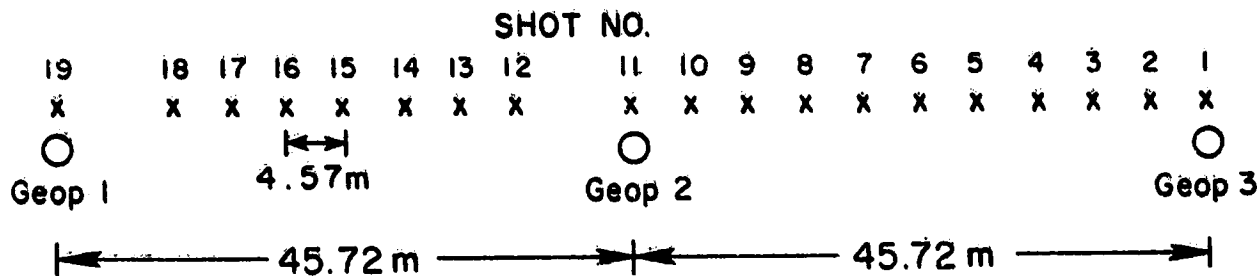 SHOT NO.
19 18 17 16 15 14 13 12 11 10 9 8 7 6 5 4 3 2 1
x x x x x x x x x x x x x x x x x x x
4.57m
Geop 1 Geop 2 Geop 3
45.72 m 45.72 m